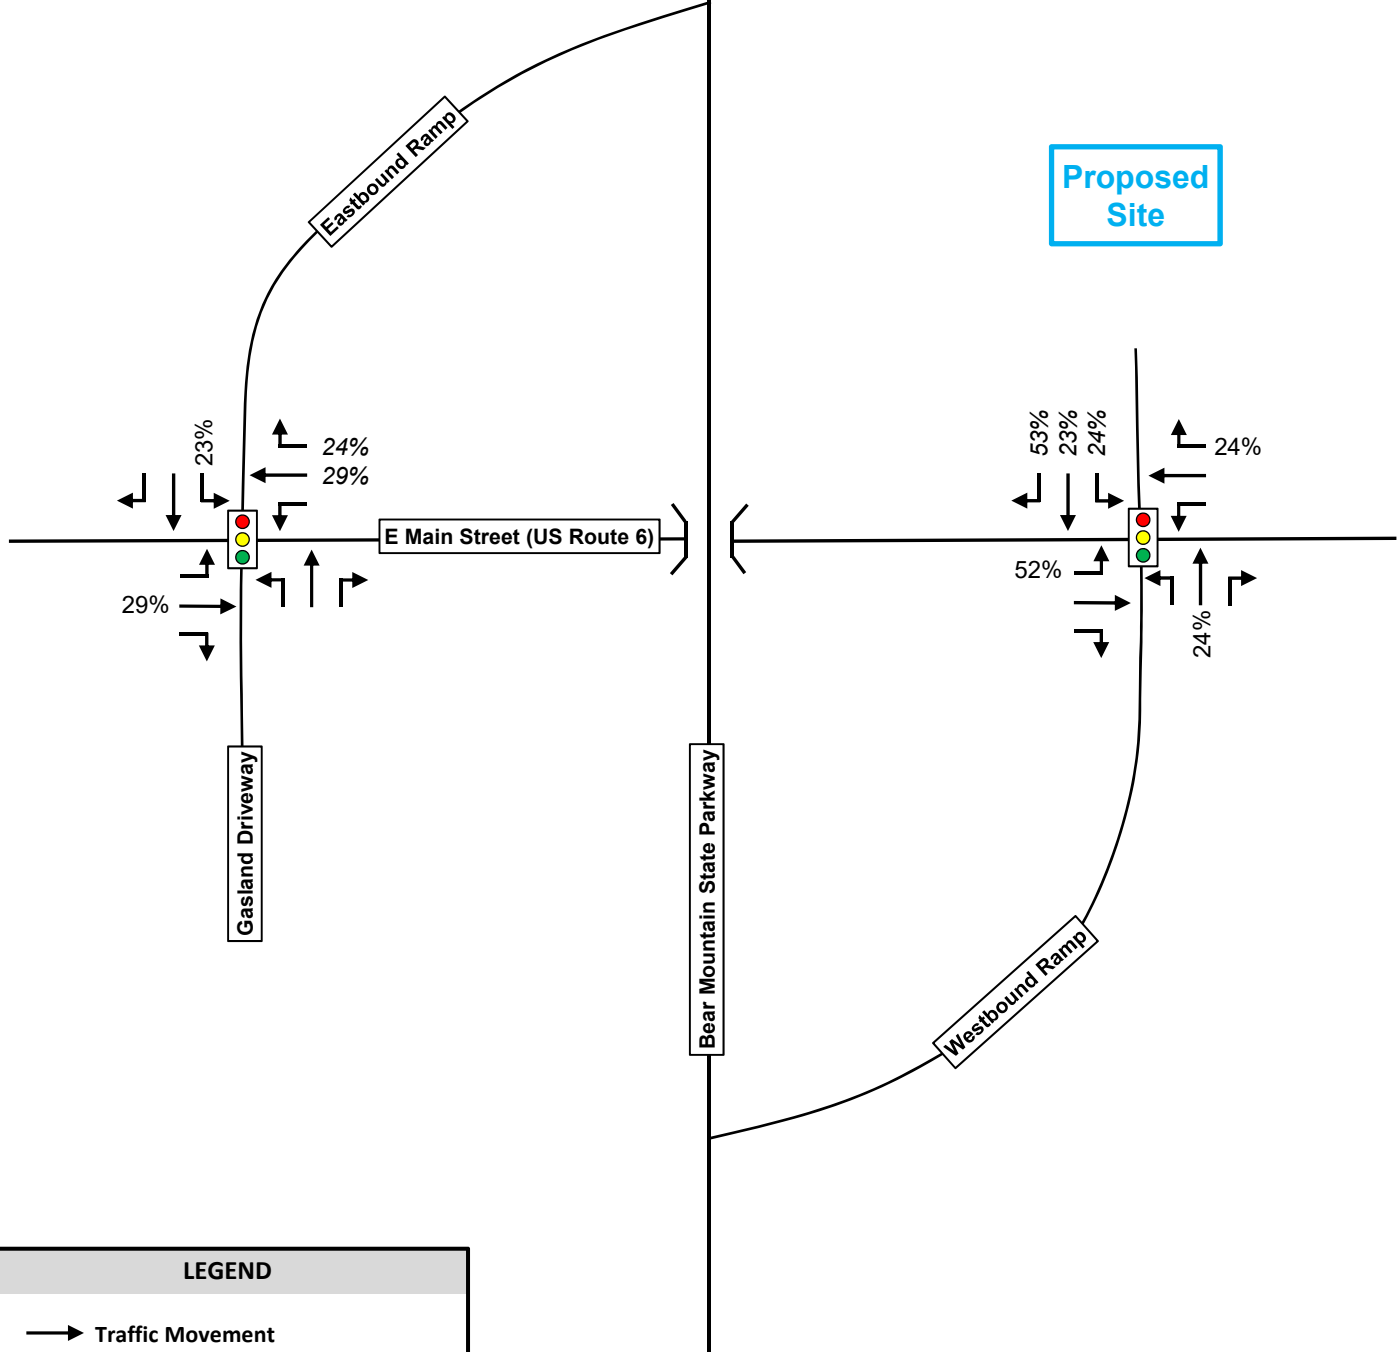 Eastbound Ramp
Proposed
Site
23%
24%
29%
53%
23%
24%
24%
E Main Street (US Route 6)
29%
52%
24%
Gasland Driveway
Bear Mountain State Parkway
Westbound Ramp
LEGEND
Traffic Movement